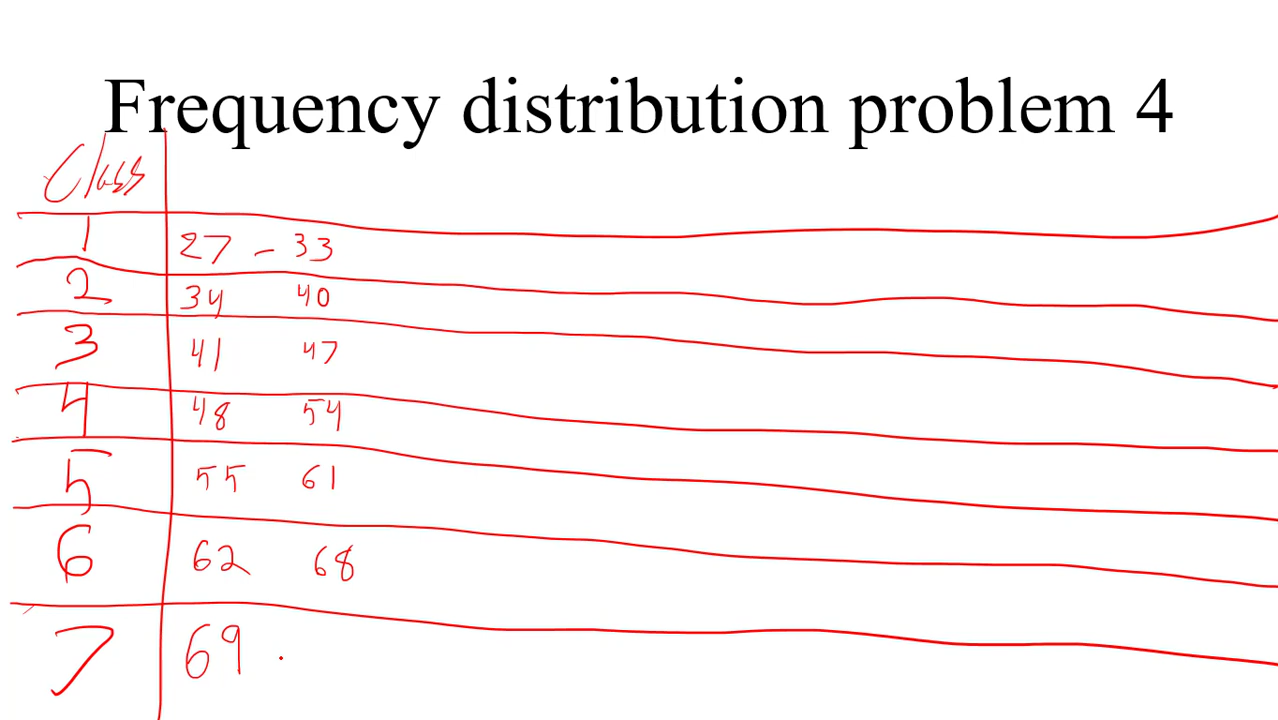 Frequency distribution problem 4
Class
1 27 - 33
2 34 40
3 41 47
4 48 54
5 55 61
6 62 68
7 69